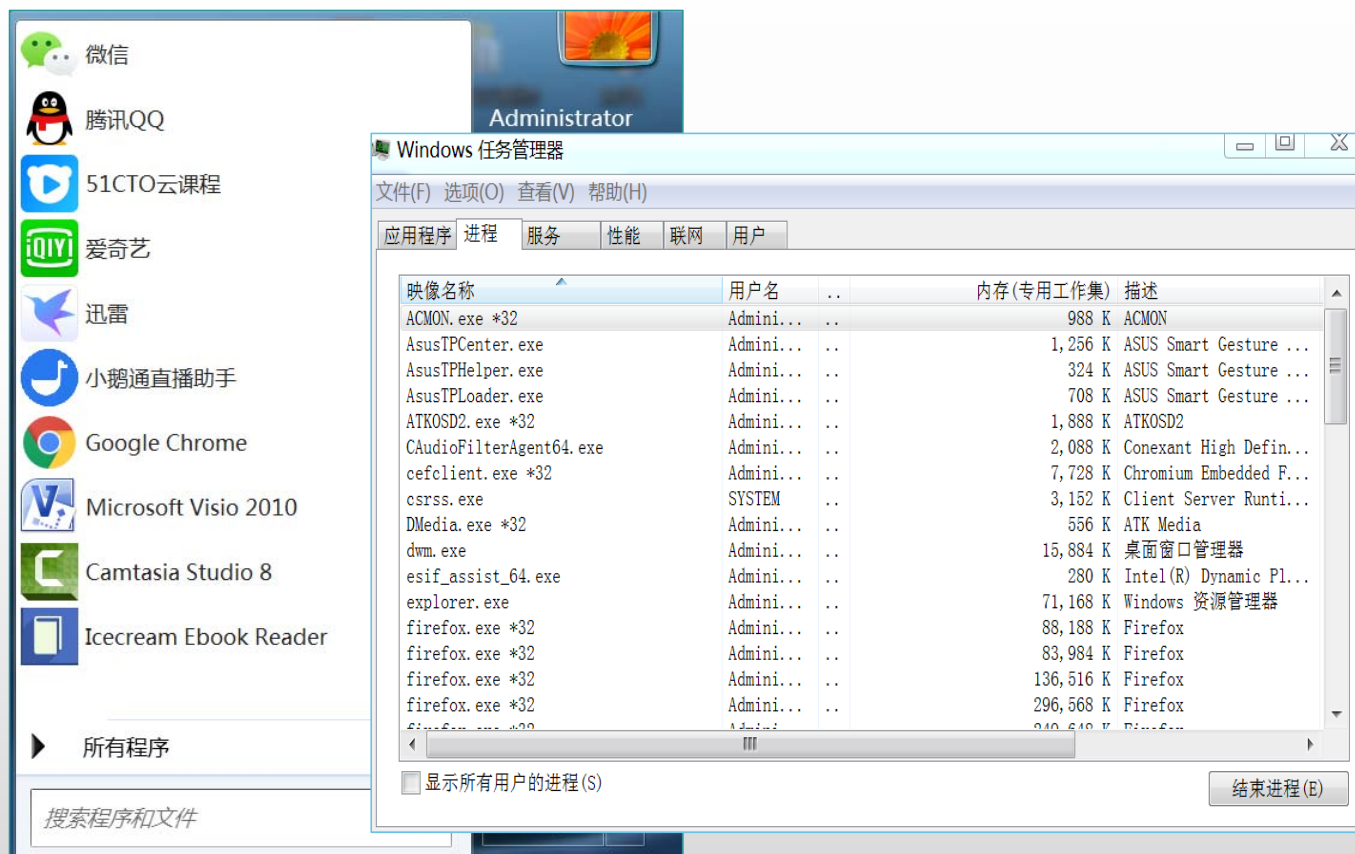 微信
腾讯QQ
51CTO云课程
iQIYI
爱奇艺
迅雷
小鹅通直播助手
Google Chrome
Microsoft Visio 2010
Camtasia Studio 8
Icecream Ebook Reader
所有程序
搜索程序和文件
Administrator
Windows 任务管理器
文件(F) 选项(O) 查看(V) 帮助(H)
应用程序 进程 服务 性能 联网 用户
映像名称 用户名 .. 内存(专用工作集) 描述
ACMON.exe *32 Admini... .. 988 K ACMON
AsusTPCenter.exe Admini... .. 1,256 K ASUS Smart Gesture ...
AsusTPHelper.exe Admini... .. 324 K ASUS Smart Gesture ...
AsusTPLoader.exe Admini... .. 708 K ASUS Smart Gesture ...
ATKOSD2.exe *32 Admini... .. 1,888 K ATKOSD2
CAudioFilterAgent64.exe Admini... .. 2,088 K Conexant High Defin...
cefclient.exe *32 Admini... .. 7,728 K Chromium Embedded F...
csrss.exe SYSTEM .. 3,152 K Client Server Runti...
DMedia.exe *32 Admini... .. 556 K ATK Media
dwm.exe Admini... .. 15,884 K 桌面窗口管理器
esif_assist_64.exe Admini... .. 280 K Intel(R) Dynamic Pl...
explorer.exe Admini... .. 71,168 K Windows 资源管理器
firefox.exe *32 Admini... .. 88,188 K Firefox
firefox.exe *32 Admini... .. 83,984 K Firefox
firefox.exe *32 Admini... .. 136,516 K Firefox
firefox.exe *32 Admini... .. 296,568 K Firefox
显示所有用户的进程(S)
结束进程(E)